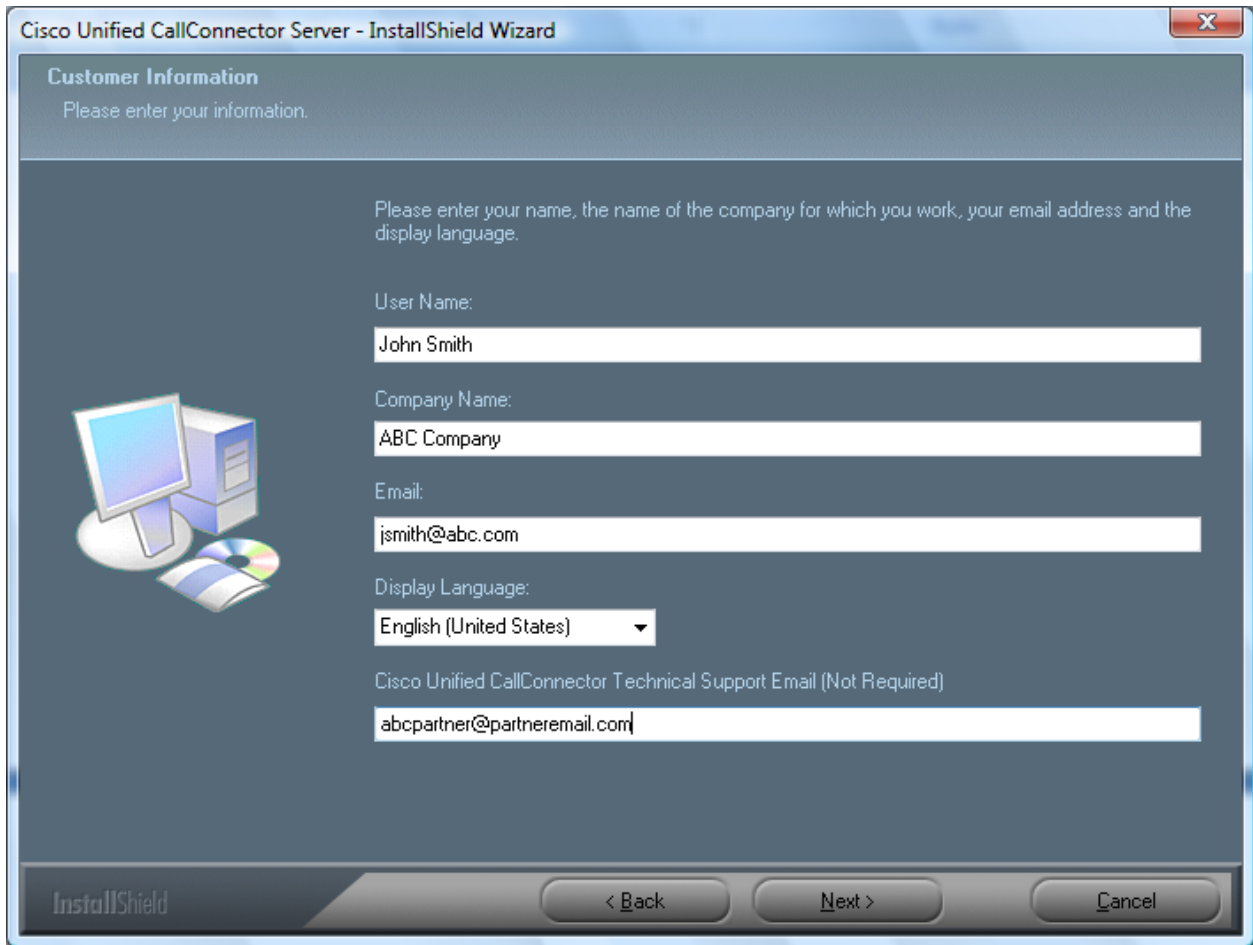 Cisco Unified CallConnector Server - InstallShield Wizard
Customer Information
Please enter your information.
Please enter your name, the name of the company for which you work, your email address and the
display language.
User Name:
John Smith
Company Name:
ABC Company
Email:
jsmith@abc.com
Display Language:
English (United States)
Cisco Unified CallConnector Technical Support Email (Not Required)
abcpartner@partneremail.com
InstallShield
< Back
Next >
Cancel